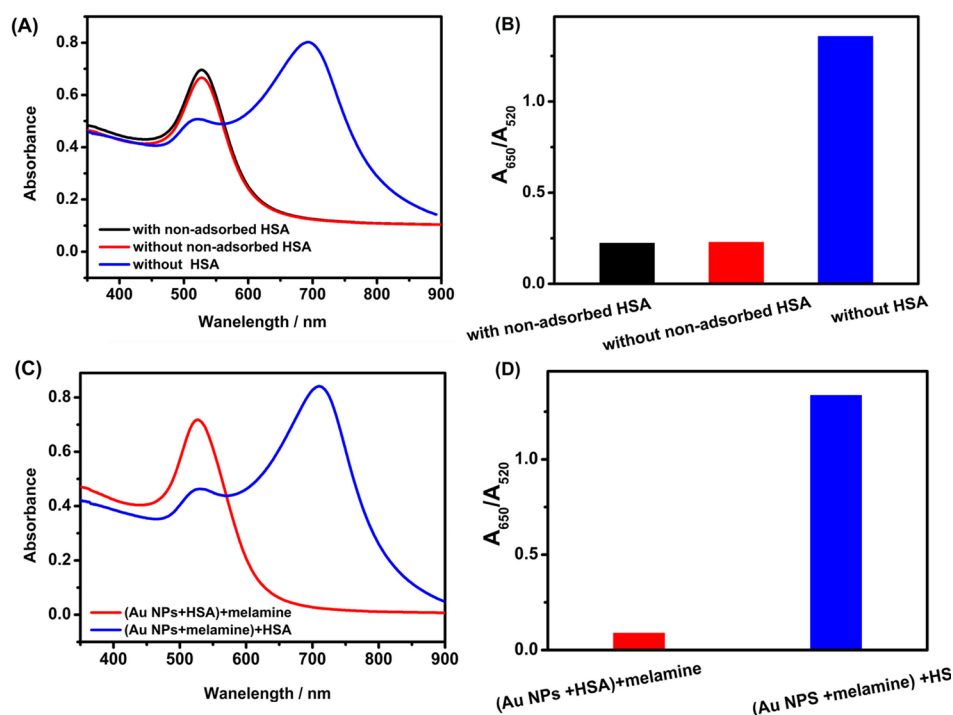 (A)
0.8
0.6
0.4
0.2
0.0
Absorbance
with non-adsorbed HSA
without non-adsorbed HSA
without HSA
400 500 600 700 800 900
Wavelength / nm
(B)
1.2
0.5
0.2
0.0
A650/A520
with non-adsorbed HSA
without non-adsorbed HSA
without HSA
(C)
0.8
0.6
0.4
0.2
0.0
Absorbance
(Au NPs+HSA)+melamine
(Au NPs+melamine)+HSA
400 500 600 700 800 900
Wavelength / nm
(D)
1.2
0.5
0.0
A650/A520
(Au NPs +HSA)+melamine
(Au NPS +melamine) +HS